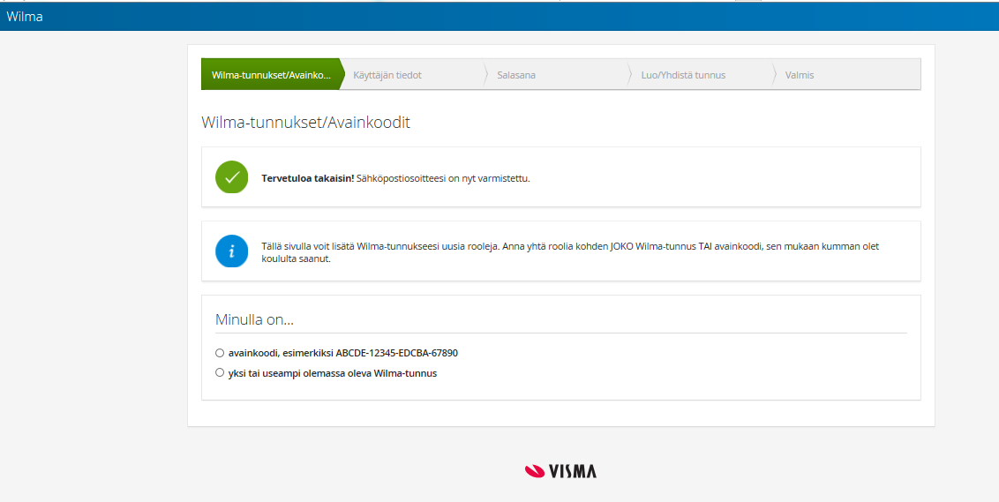 Wilma
Wilma-tunnukset/Avainko...
Käyttäjän tiedot
Salasana
Luo/Yhdistä tunnus
Valmis
Wilma-tunnukset/Avainkoodit
Tervetuloa takaisin! Sähköpostiosoitteesi on nyt varmistettu.
Tällä sivulla voit lisätä Wilma-tunnukseesi uusia rooleja. Anna yhtä roolia kohden JOKO Wilma-tunnus TAI avainkoodi, sen mukaan kumman olet
koululta saanut.
Minulla on...
avainkoodi, esimerkiksi ABCDE-12345-EDCBA-67890
yksi tai useampi olemassa oleva Wilma-tunnus
VISMA